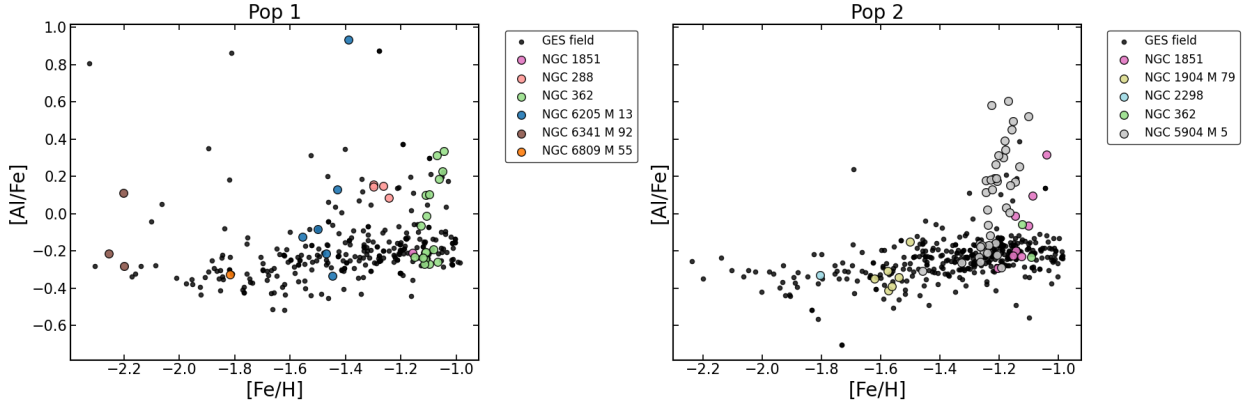 Pop 1
Pop 2
1.0
0.8
0.6
0.4
0.2
0.0
−0.2
−0.4
−0.6
[Al/Fe]
−2.2
−2.0
−1.8
−1.6
−1.4
−1.2
−1.0
[Fe/H]
GES field
NGC 1851
NGC 288
NGC 362
NGC 6205 M 13
NGC 6341 M 92
NGC 6809 M 55
[Al/Fe]
−2.2
−2.0
−1.8
−1.6
−1.4
−1.2
−1.0
[Fe/H]
GES field
NGC 1851
NGC 1904 M 79
NGC 2298
NGC 362
NGC 5904 M 5